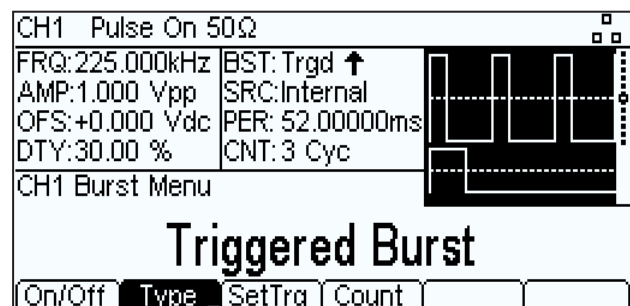 CH1 Pulse On 50Ω
FRQ:225.000kHz BST: Trgd ↑
AMP:1.000 Vpp SRC:Internal
OFS:+0.000 Vdc PER: 52.00000ms
DTY:30.00 % CNT: 3 Cyc
CH1 Burst Menu
Triggered Burst
On/Off Type SetTrg Count